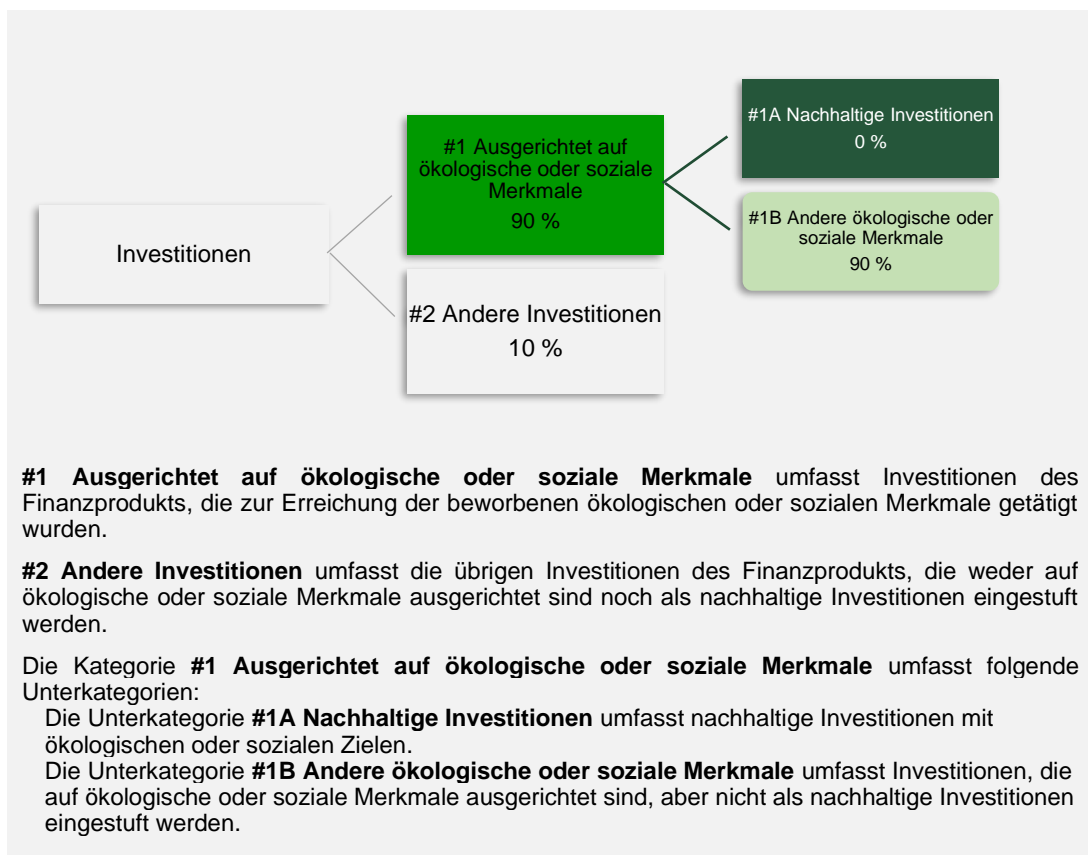 #1A Nachhaltige Investitionen
0 %
#1 Ausgerichtet auf
ökologische oder soziale
Merkmale
90 %
#1B Andere ökologische oder
soziale Merkmale
90 %
Investitionen
#2 Andere Investitionen
10 %
#1 Ausgerichtet auf ökologische oder soziale Merkmale umfasst Investitionen des
Finanzprodukts, die zur Erreichung der beworbenen ökologischen oder sozialen Merkmale getätigt
wurden.
#2 Andere Investitionen umfasst die übrigen Investitionen des Finanzprodukts, die weder auf
ökologische oder soziale Merkmale ausgerichtet sind noch als nachhaltige Investitionen eingestuft
werden.
Die Kategorie #1 Ausgerichtet auf ökologische oder soziale Merkmale umfasst folgende
Unterkategorien:
Die Unterkategorie #1A Nachhaltige Investitionen umfasst nachhaltige Investitionen mit
ökologischen oder sozialen Zielen.
Die Unterkategorie #1B Andere ökologische oder soziale Merkmale umfasst Investitionen, die
auf ökologische oder soziale Merkmale ausgerichtet sind, aber nicht als nachhaltige Investitionen
eingestuft werden.